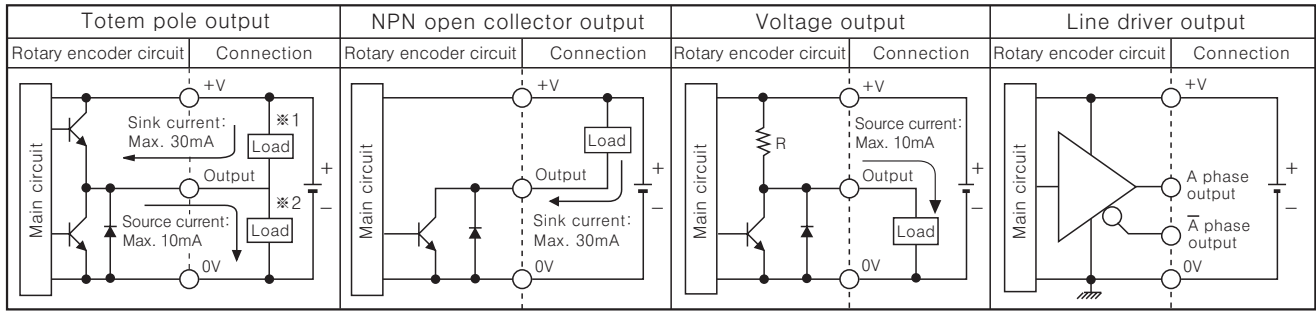 Totem pole output
Rotary encoder circuit
Connection
Main circuit
+V
※1
Sink current:
Max. 30mA
Load
Output
+
−
※2
Source current:
Max. 10mA
Load
0V
NPN open collector output
Rotary encoder circuit
Connection
Main circuit
+V
Load
Output
+
−
Sink current:
Max. 30mA
0V
Voltage output
Rotary encoder circuit
Connection
Main circuit
+V
R
Source current:
Max. 10mA
Output
+
−
Load
0V
Line driver output
Rotary encoder circuit
Connection
Main circuit
+V
A phase
output
+
−
A̅ phase
output
0V